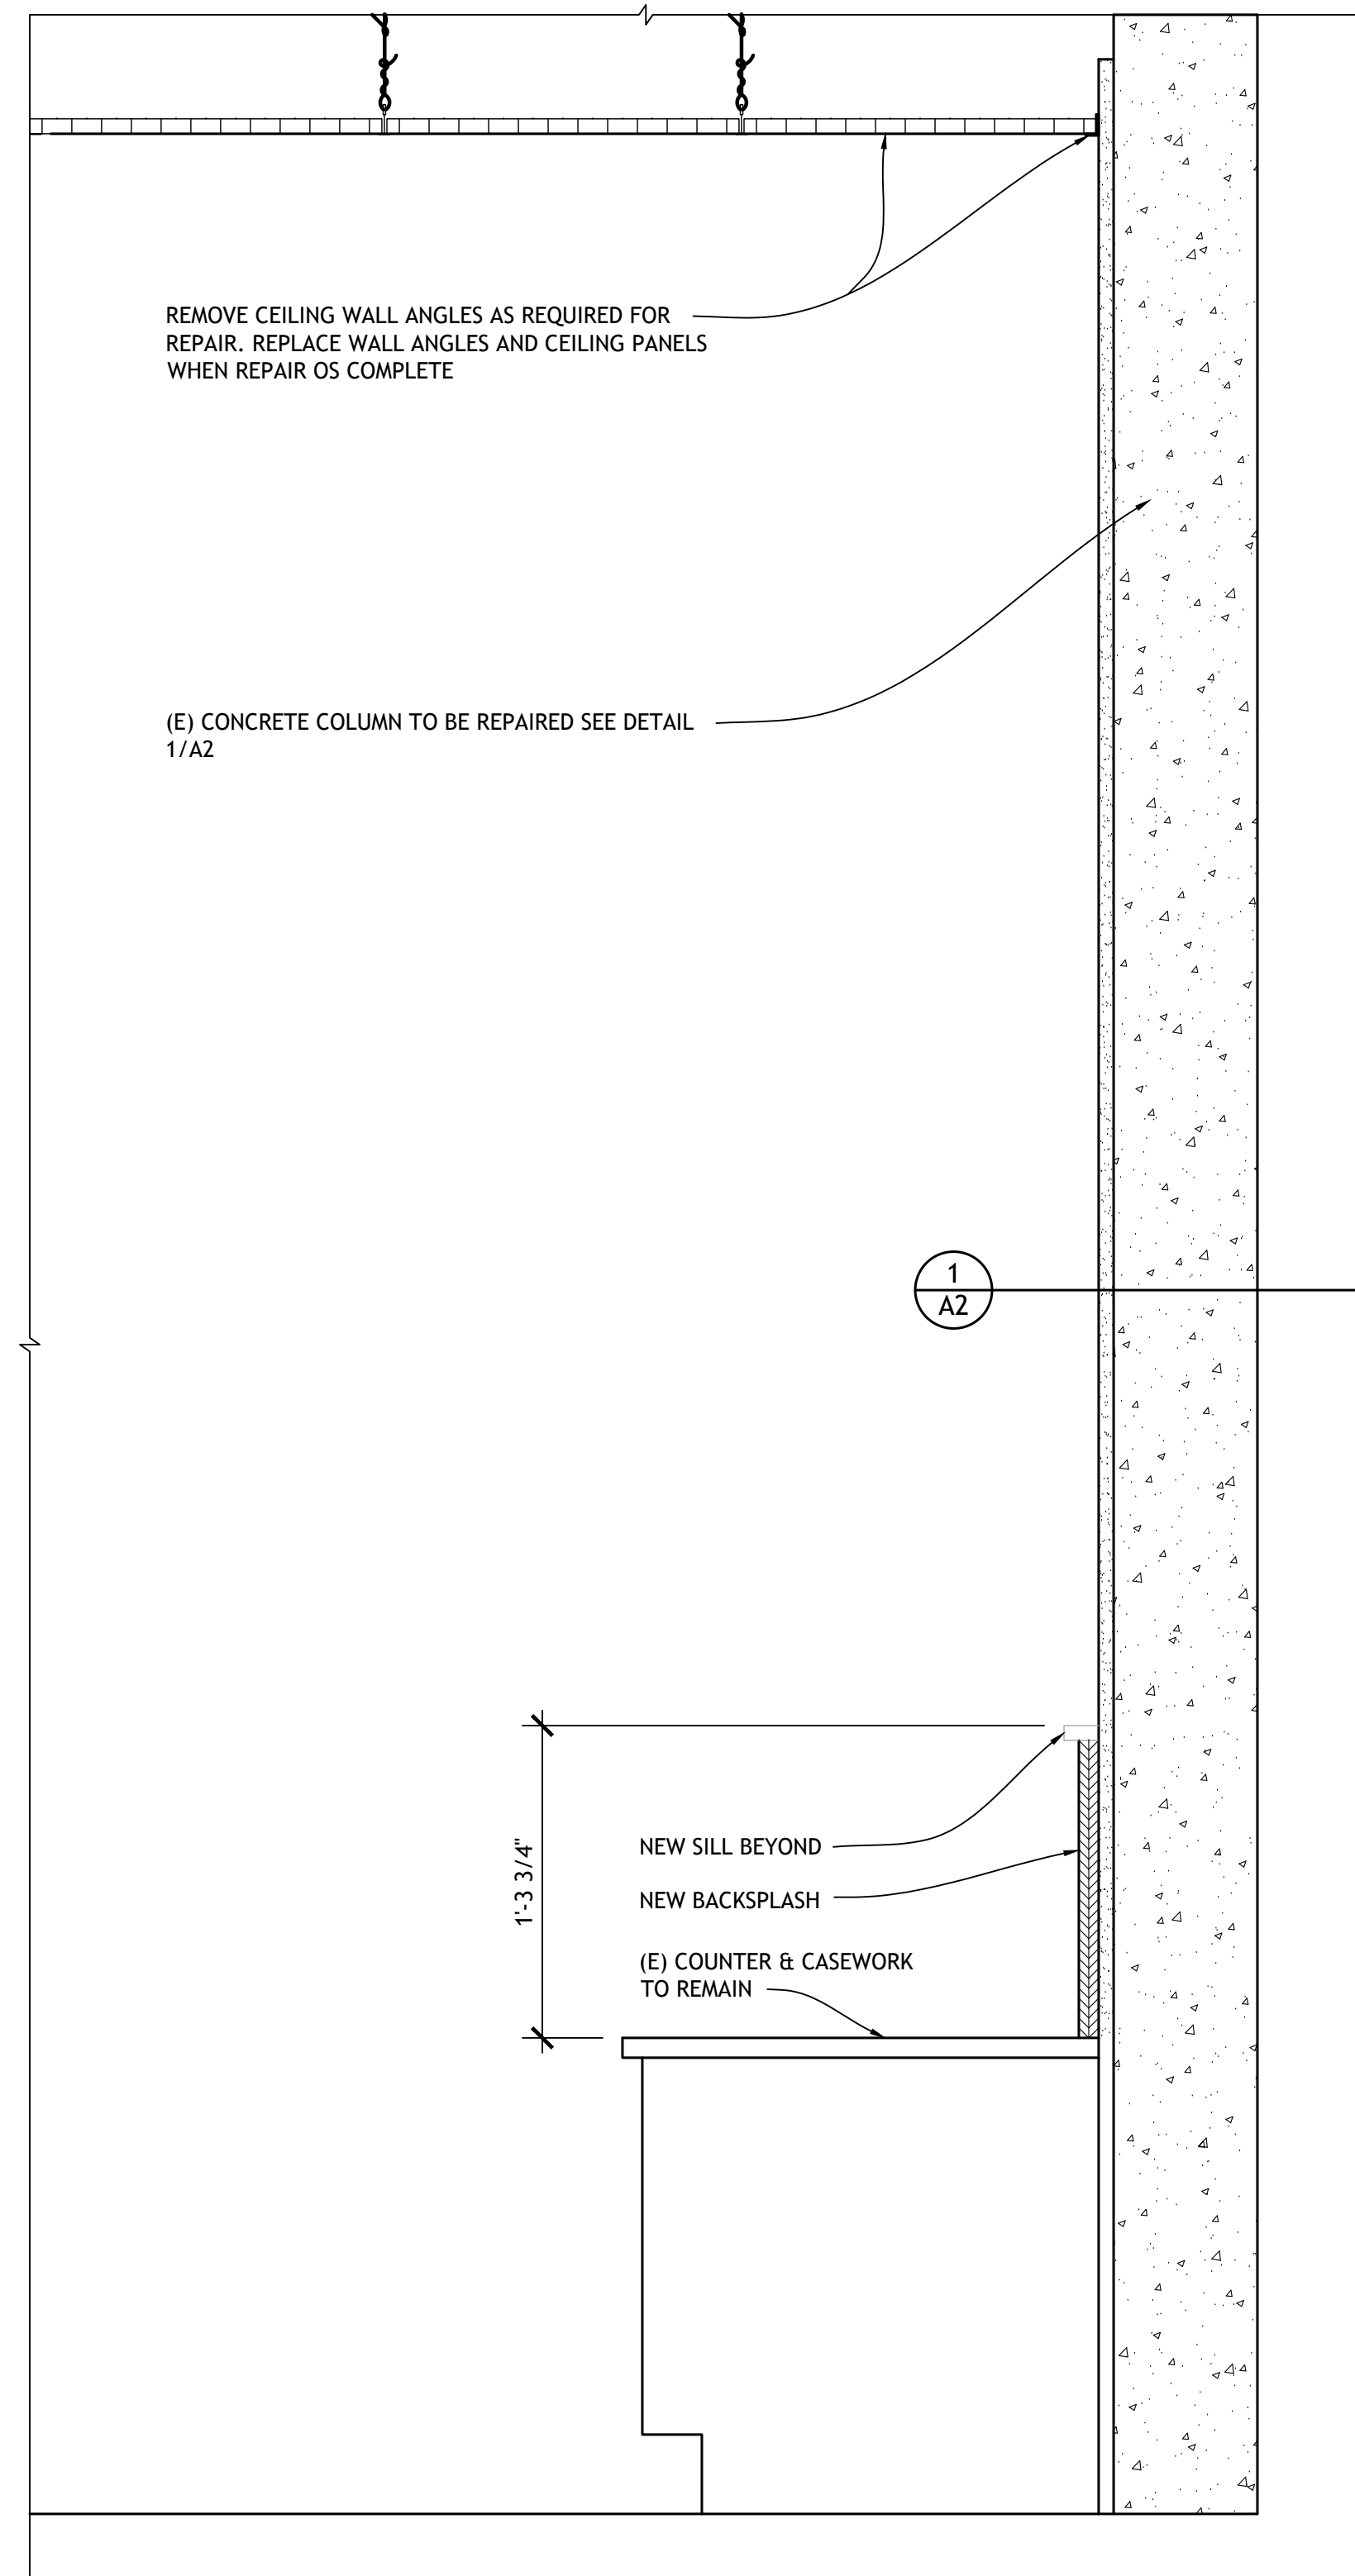 REMOVE CEILING WALL ANGLES AS REQUIRED FOR
REPAIR. REPLACE WALL ANGLES AND CEILING PANELS
WHEN REPAIR OS COMPLETE
(E) CONCRETE COLUMN TO BE REPAIRED SEE DETAIL
1/A2
1
A2
1'-3 3/4"
NEW SILL BEYOND
NEW BACKSPLASH
(E) COUNTER & CASEWORK
TO REMAIN